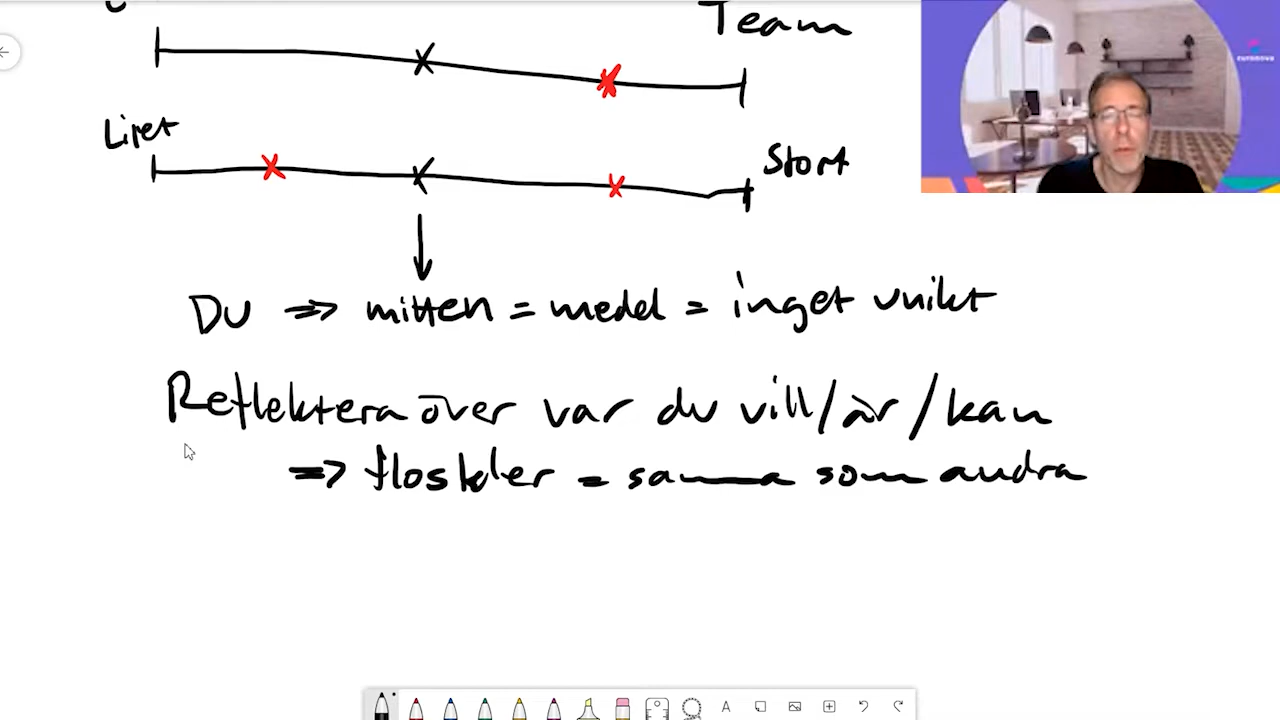 Team
euronova
Litet
Stort
Du => mitten = medel = inget unikt
Reflektera över var du vill/är/kan
=> floskler = samma som andra
A